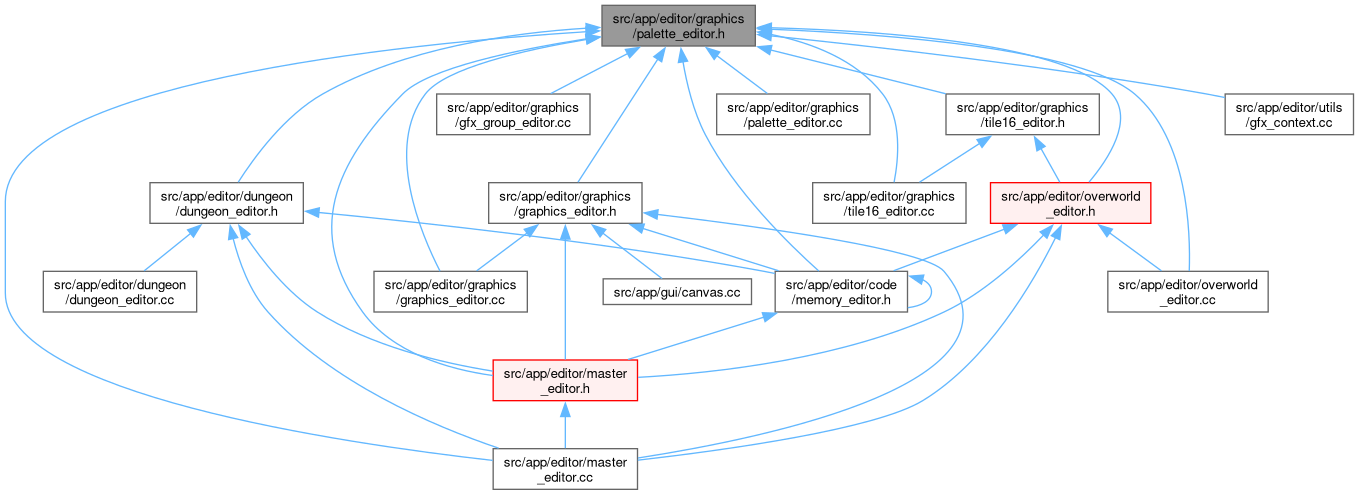 src/app/editor/graphics
/palette_editor.h
src/app/editor/graphics
/gfx_group_editor.cc
src/app/editor/graphics
/palette_editor.cc
src/app/editor/graphics
/tile16_editor.h
src/app/editor/utils
/gfx_context.cc
src/app/editor/dungeon
/dungeon_editor.h
src/app/editor/graphics
/graphics_editor.h
src/app/editor/graphics
/tile16_editor.cc
src/app/editor/overworld
_editor.h
src/app/editor/dungeon
/dungeon_editor.cc
src/app/editor/graphics
/graphics_editor.cc
src/app/gui/canvas.cc
src/app/editor/code
/memory_editor.h
src/app/editor/overworld
_editor.cc
src/app/editor/master
_editor.h
src/app/editor/master
_editor.cc